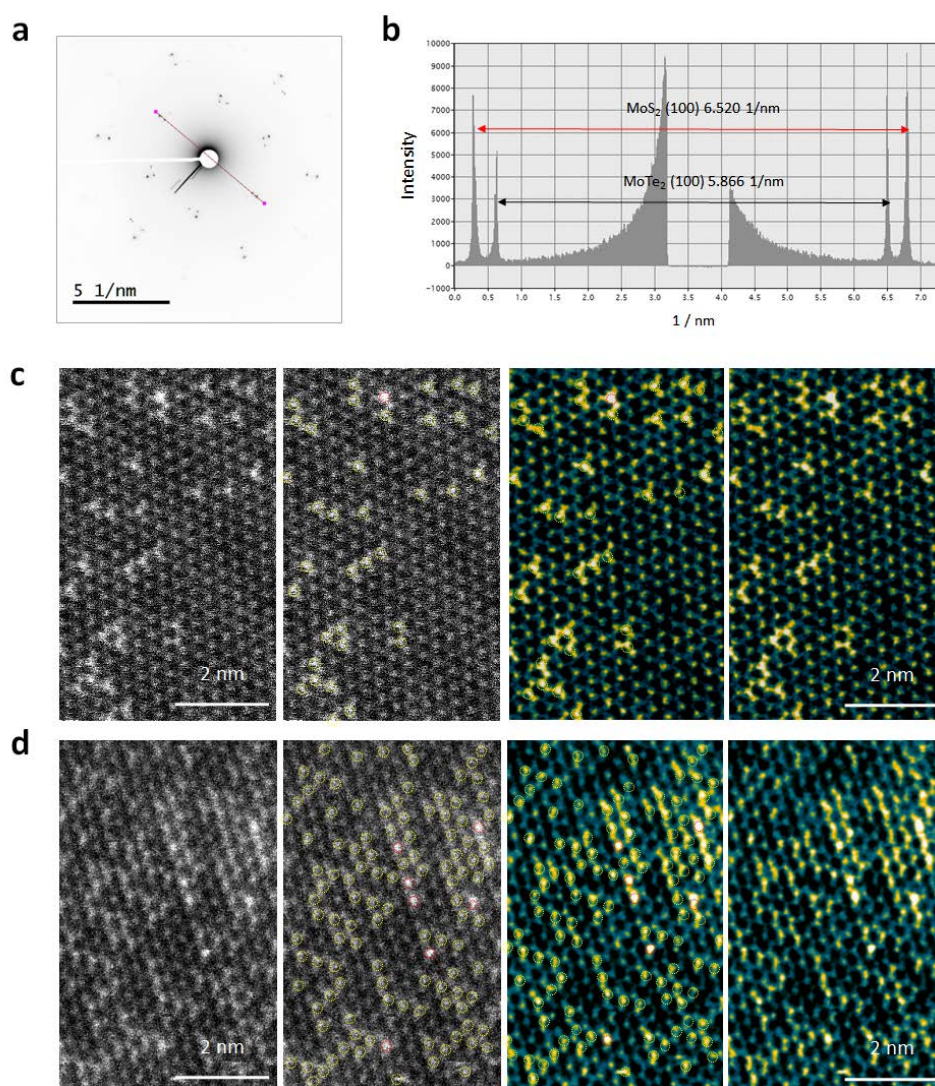 a
b
5 1/nm
10000
9000
8000
7000
6000
5000
4000
3000
2000
1000
0
-1000
Intensity
MoS₂ (100) 6.520 1/nm
MoTe₂ (100) 5.866 1/nm
0.0 0.5 1.0 1.5 2.0 2.5 3.0 3.5 4.0 4.5 5.0 5.5 6.0 6.5 7.0
1 / nm
c
2 nm
2 nm
d
2 nm
2 nm